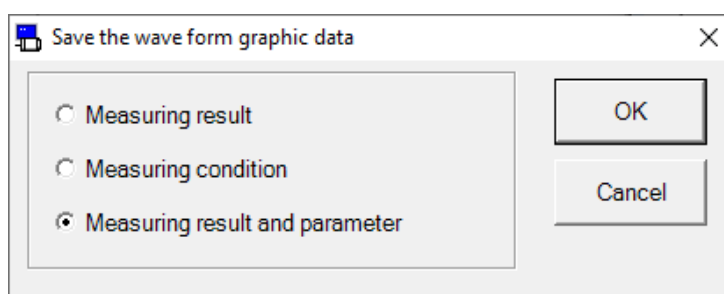 Save the wave form graphic data
Measuring result
OK
Measuring condition
Cancel
Measuring result and parameter